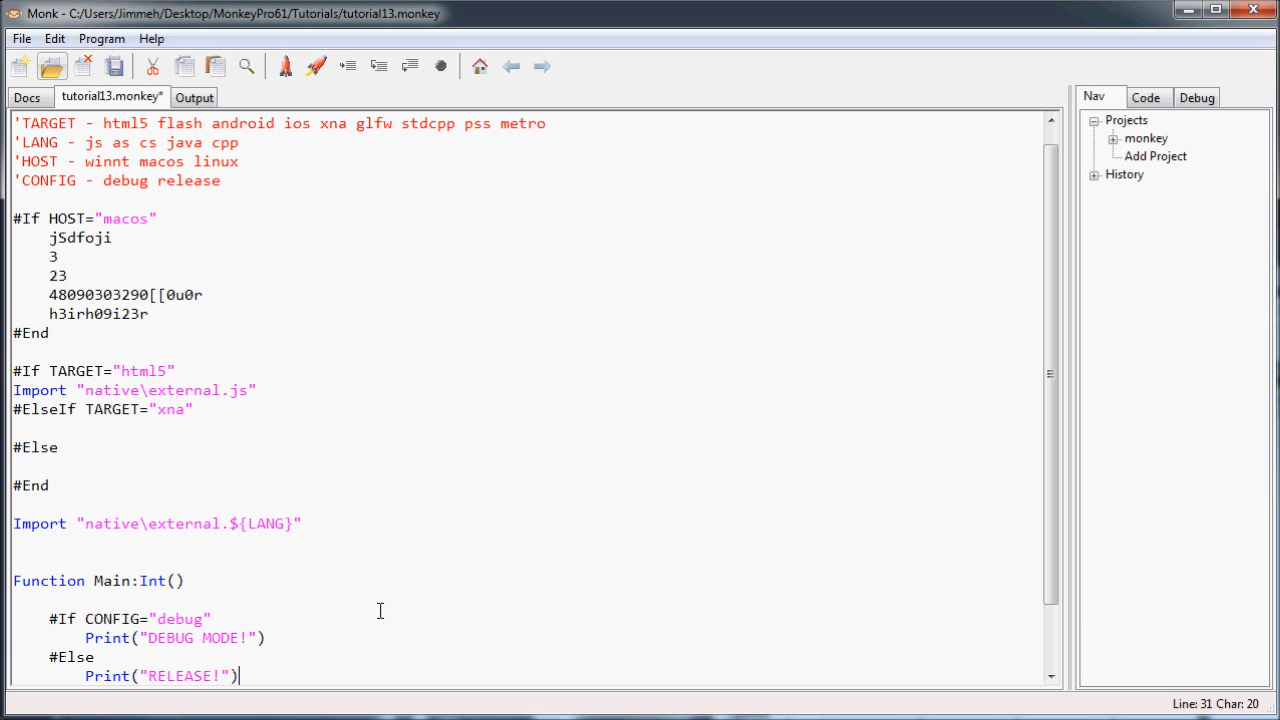 Monk - C:/Users/Jimmeh/Desktop/MonkeyPro61/Tutorials/tutorial13.monkey
File Edit Program Help
Docs tutorial13.monkey* Output
Nav Code Debug
'TARGET - html5 flash android ios xna glfw stdcpp pss metro
'LANG - js as cs java cpp
'HOST - winnt macos linux
'CONFIG - debug release
#If HOST="macos"
jSdfoji
3
23
48090303290[[0u0r
h3irh09i23r
#End
#If TARGET="html5"
Import "native\external.js"
#ElseIf TARGET="xna"
#Else
#End
Import "native\external.${LANG}"
Function Main:Int()
#If CONFIG="debug"
Print("DEBUG MODE!")
#Else
Print("RELEASE!")
Projects
monkey
Add Project
History
Line: 31 Char: 20